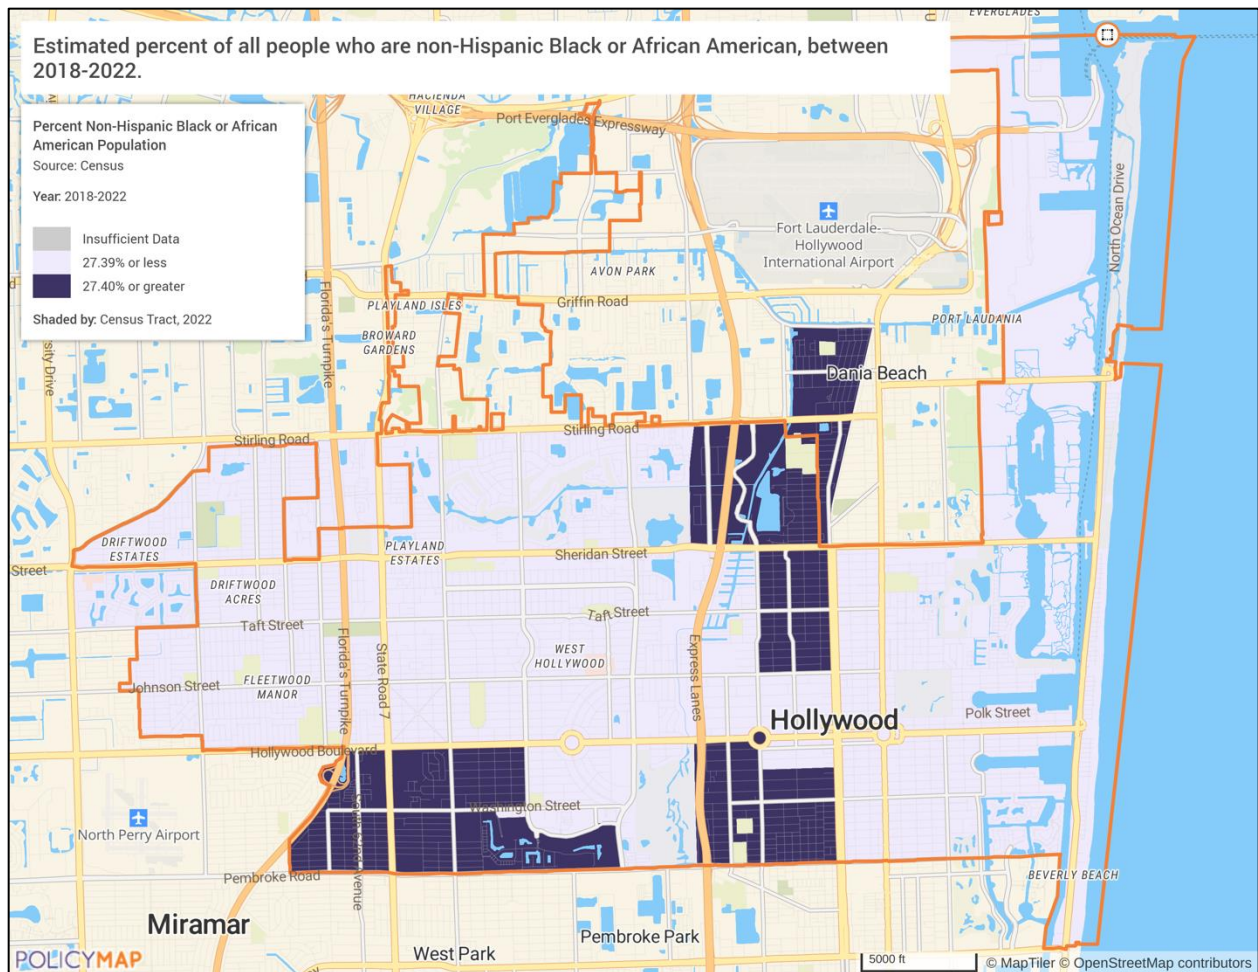 EVERGLADES
Estimated percent of all people who are non-Hispanic Black or African American, between
2018-2022.
HACIENDA
VILLAGE
Port Everglades Expressway
Percent Non-Hispanic Black or African
American Population
Source: Census
Year: 2018-2022
Insufficient Data
27.39% or less
27.40% or greater
Shaded by: Census Tract, 2022
North Ocean Drive
Fort Lauderdale-
Hollywood
International Airport
AVON PARK
Florida's Turnpike
PLAYLAND ISLES
Griffin Road
PORT LAUDANIA
BROWARD
GARDENS
sity Drive
Dania Beach
Stirling Road
Stirling Road
DRIFTWOOD
ESTATES
PLAYLAND
ESTATES
Sheridan Street
Street
DRIFTWOOD
ACRES
Taft Street
Taft Street
Florida's Turnpike
State Road 7
WEST
HOLLYWOOD
Express Lanes
FLEETWOOD
MANOR
Johnson Street
Hollywood
Polk Street
Hollywood Boulevard
Washington Street
North Perry Airport
Avenue
Pembroke Road
BEVERLY BEACH
Miramar
Pembroke Park
West Park
POLICYMAP
5000 ft
© MapTiler © OpenStreetMap contributors